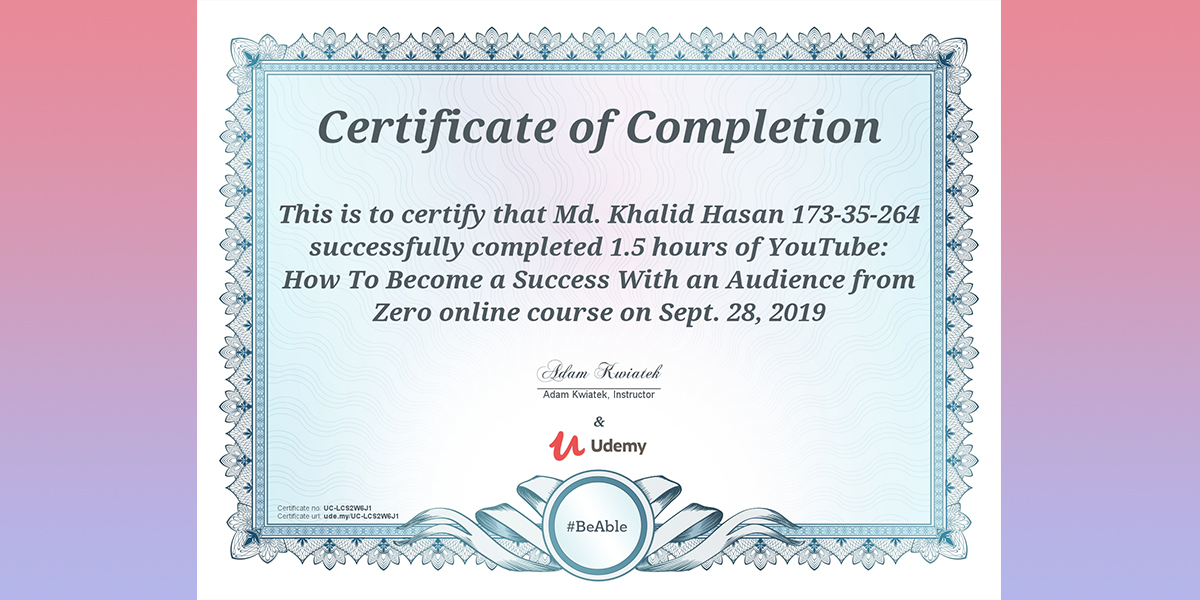 Certificate of Completion
This is to certify that Md. Khalid Hasan 173-35-264
successfully completed 1.5 hours of YouTube:
How To Become a Success With an Audience from
Zero online course on Sept. 28, 2019
Adam Kwiatek
Adam Kwiatek, Instructor
&
Udemy
Certificate no: UC-LCS2W6J1
Certificate url: ude.my/UC-LCS2W6J1
#BeAble